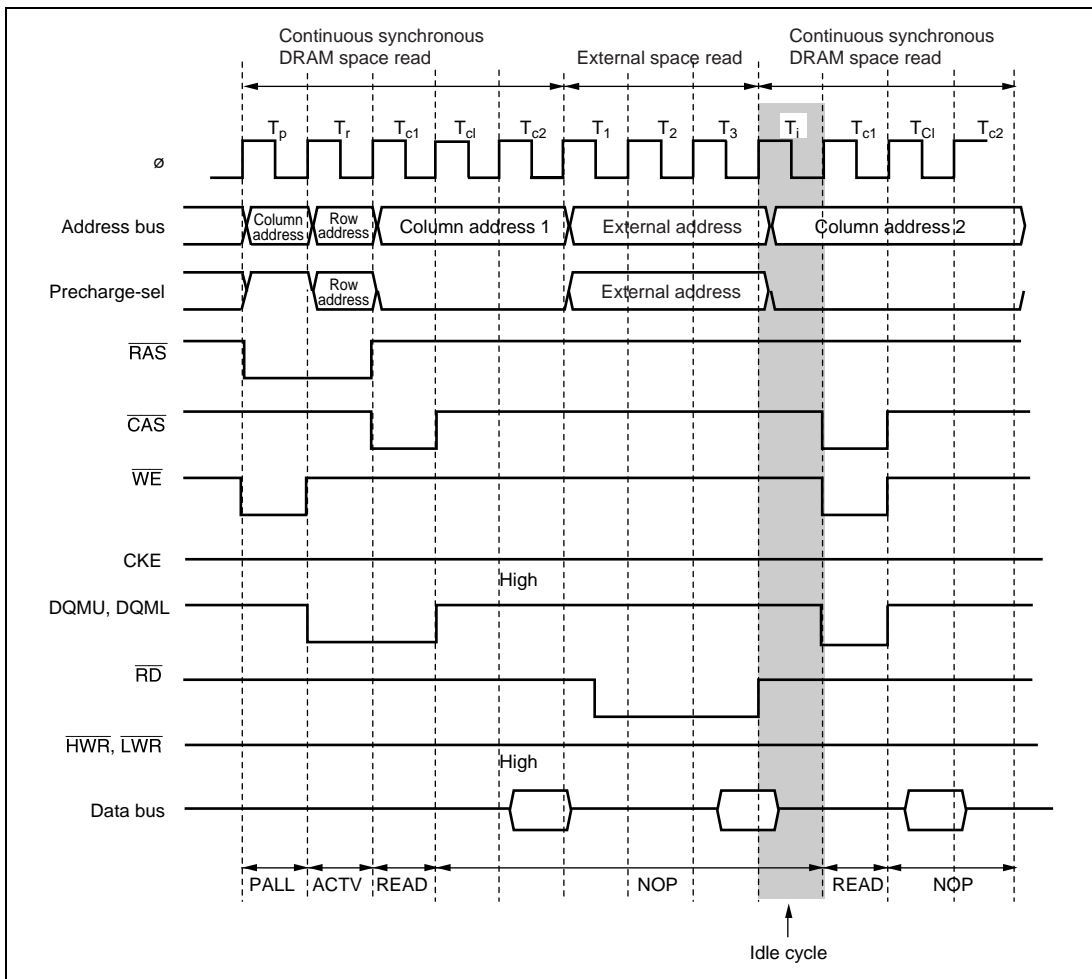 Continuous synchronous
DRAM space read
External space read
Continuous synchronous
DRAM space read
Tp Tr Tc1 Tcl Tc2 T1 T2 T3 Ti Tc1 TCl Tc2
ø
Address bus
Column
address
Row
address
Column address 1
External address
Column address 2
Precharge-sel
Row
address
External address
RAS
CAS
WE
CKE
High
DQMU, DQML
RD
HWR, LWR
High
Data bus
PALL ACTV READ NOP READ NOP
Idle cycle